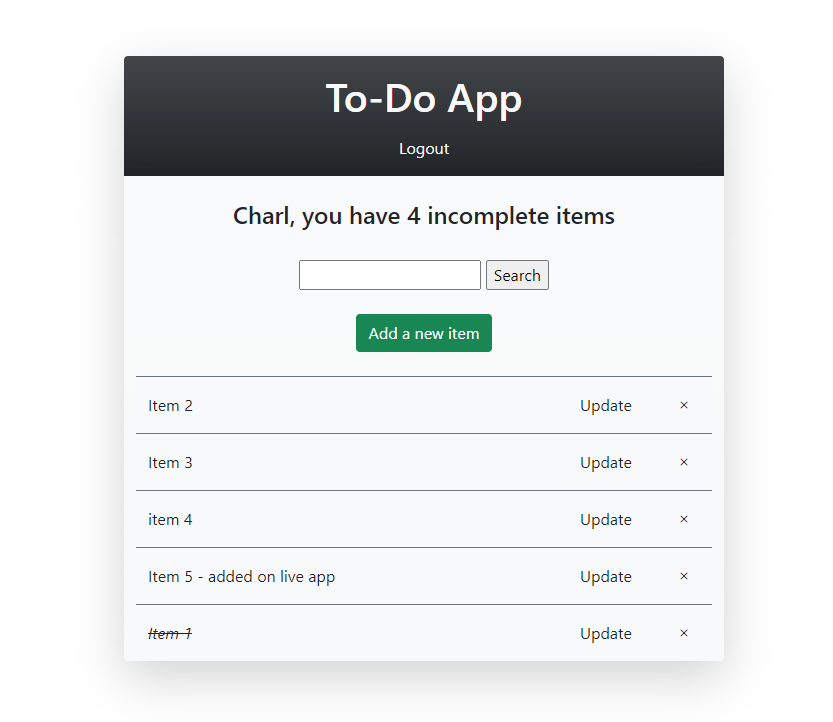 To-Do App
Logout
Charl, you have 4 incomplete items
Search
Add a new item
Item 2 Update ×
Item 3 Update ×
item 4 Update ×
Item 5 - added on live app Update ×
Item 1 Update ×